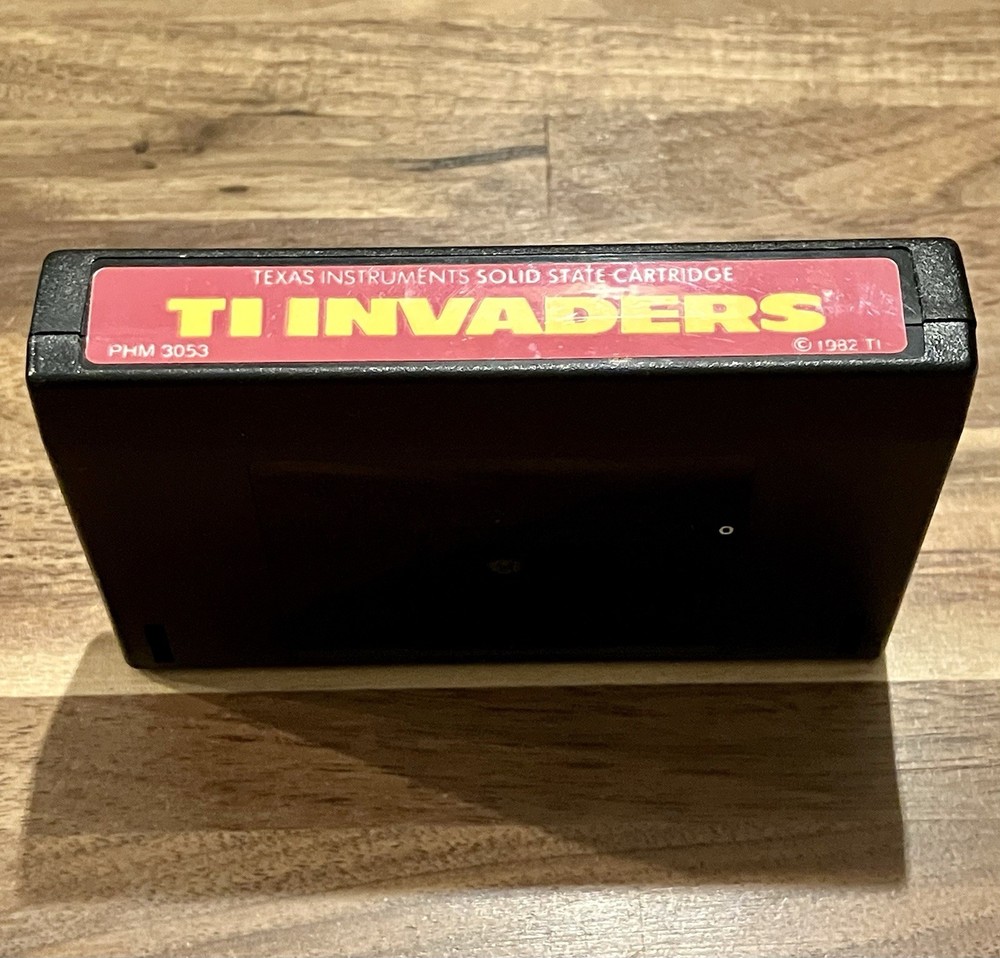 TEXAS INSTRUMENTS SOLID STATE CARTRIDGE
TI INVADERS
PHM 3053 © 1982 TI